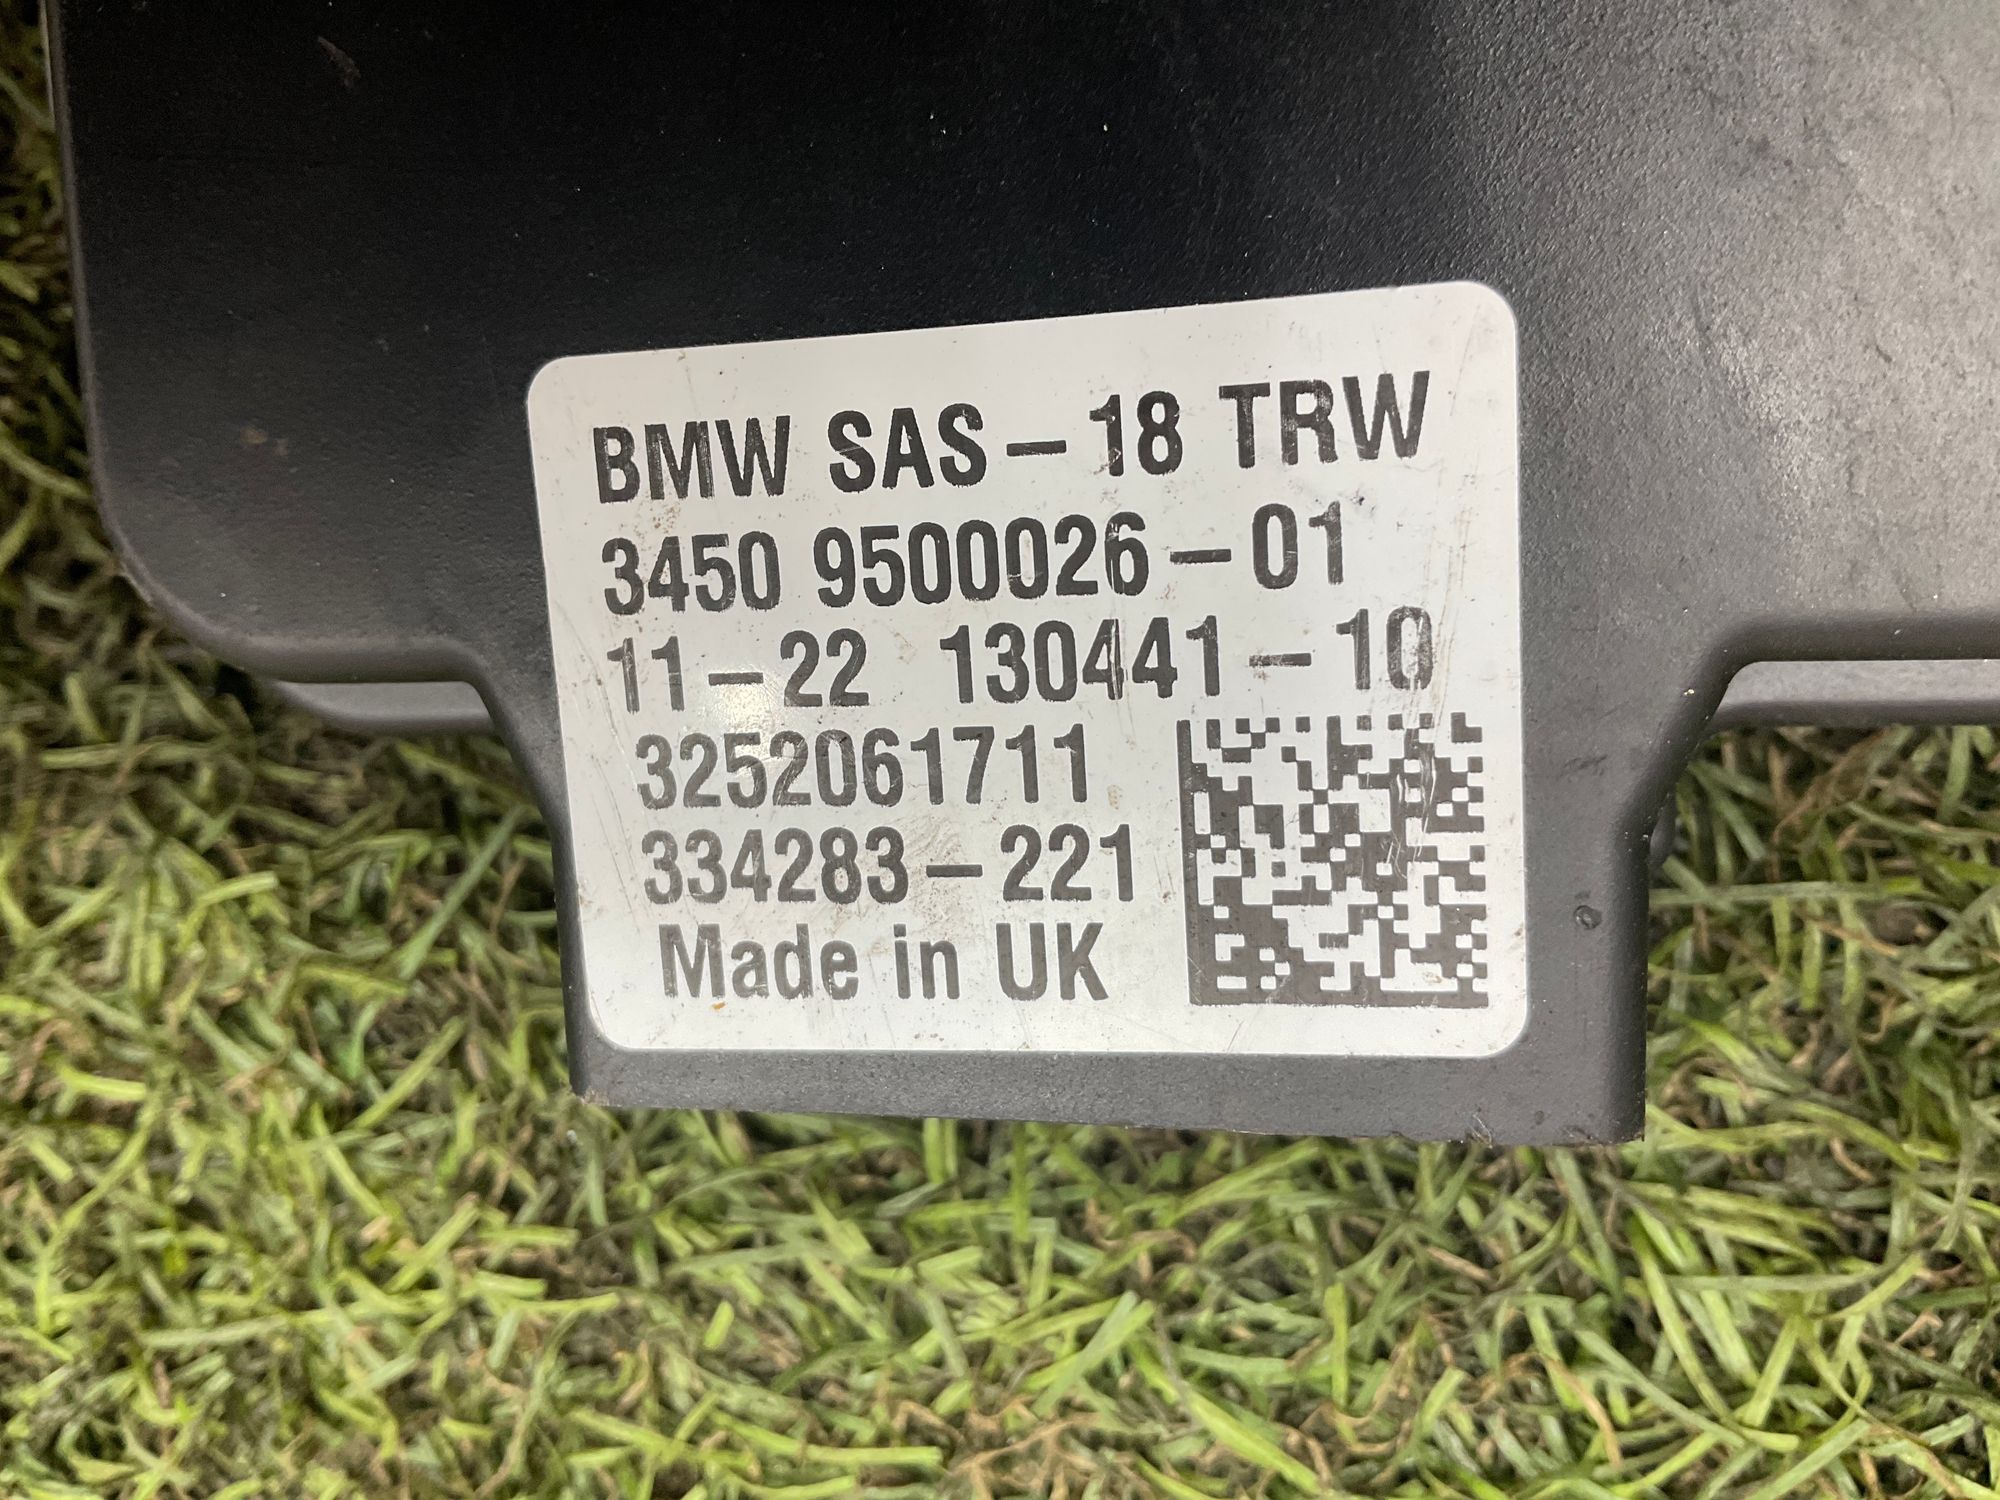 BMW SAS-18 TRW
3450 9500026-01
11-22 130441-10
3252061711
334283-221
Made in UK